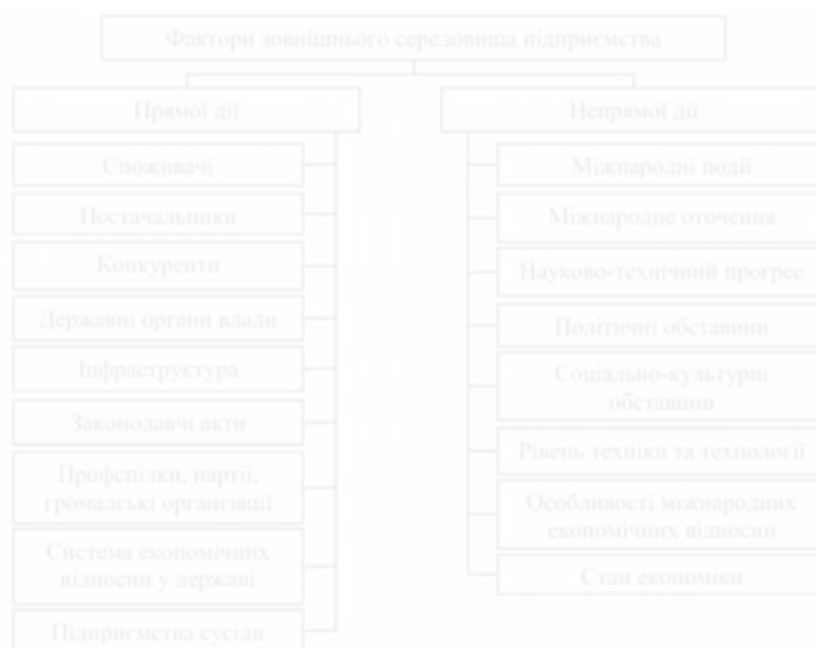 Фактори зовнішнього середовища підприємства
Прямої дії
Споживачі
Постачальники
Конкуренти
Державні органи влади
Інфраструктура
Законодавчі акти
Профспілки, партії,
громадські організації
Система економічних
відносин у державі
Підприємства сусіди
Непрямої дії
Міжнародні події
Міжнародне оточення
Науково-технічний прогрес
Політичні обставини
Соціально-культурні
обставини
Рівень техніки та технології
Особливості міжнародних
економічних відносин
Стан економіки